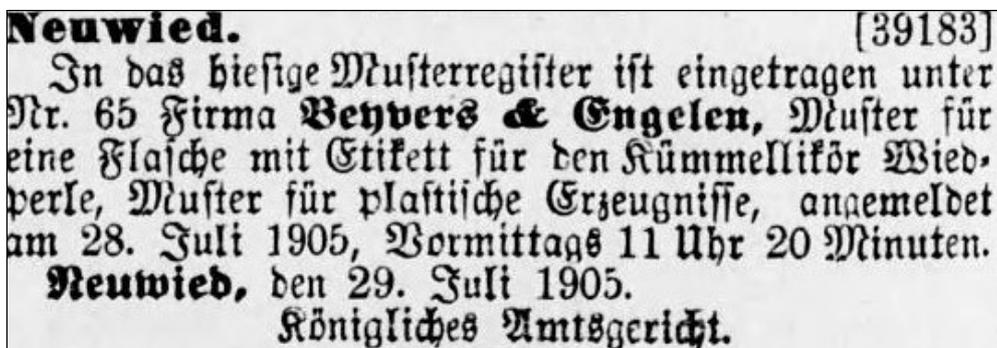 Neuwied. [39183]
In das hiesige Musterregister ist eingetragen unter
Nr. 65 Firma Beyvers & Engelen, Muster für
eine Flasche mit Etikett für den Kümmellikör Wied-
perle, Muster für plastische Erzeugnisse, angemeldet
am 28. Juli 1905, Vormittags 11 Uhr 20 Minuten.
Neuwied, den 29. Juli 1905.
Königliches Amtsgericht.